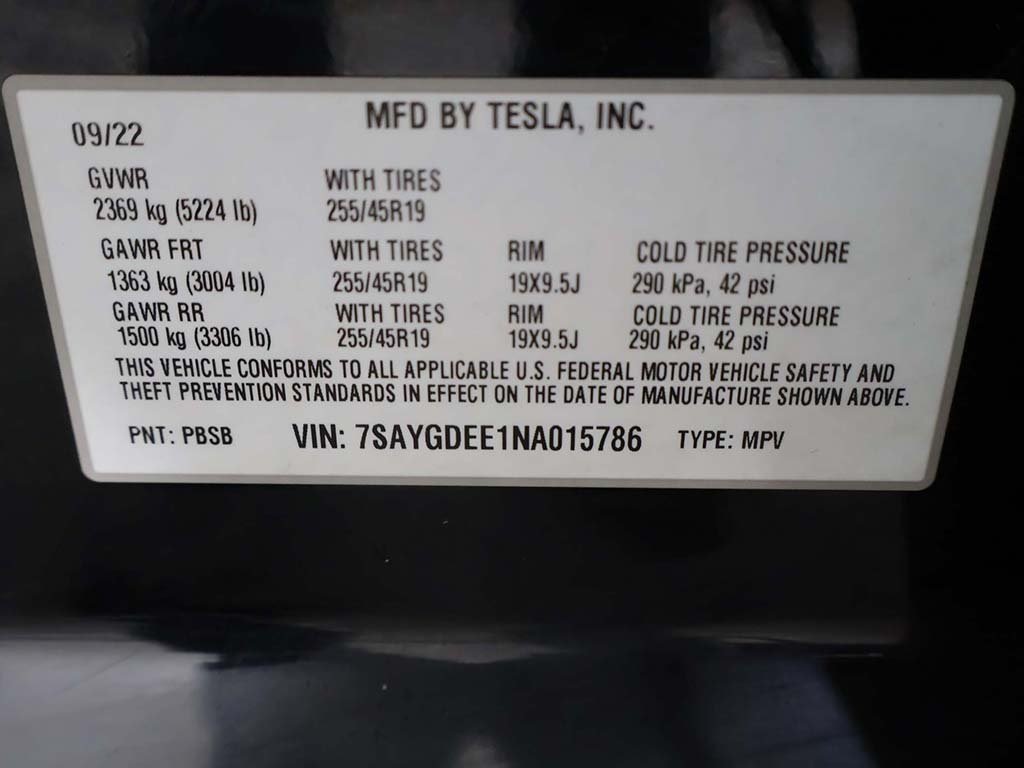 MFD BY TESLA, INC.
09/22
GVWR WITH TIRES
2369 kg (5224 lb) 255/45R19
GAWR FRT WITH TIRES RIM COLD TIRE PRESSURE
1363 kg (3004 lb) 255/45R19 19X9.5J 290 kPa, 42 psi
GAWR RR WITH TIRES RIM COLD TIRE PRESSURE
1500 kg (3306 lb) 255/45R19 19X9.5J 290 kPa, 42 psi
THIS VEHICLE CONFORMS TO ALL APPLICABLE U.S. FEDERAL MOTOR VEHICLE SAFETY AND
THEFT PREVENTION STANDARDS IN EFFECT ON THE DATE OF MANUFACTURE SHOWN ABOVE.
PNT: PBSB VIN: 7SAYGDEE1NA015786 TYPE: MPV